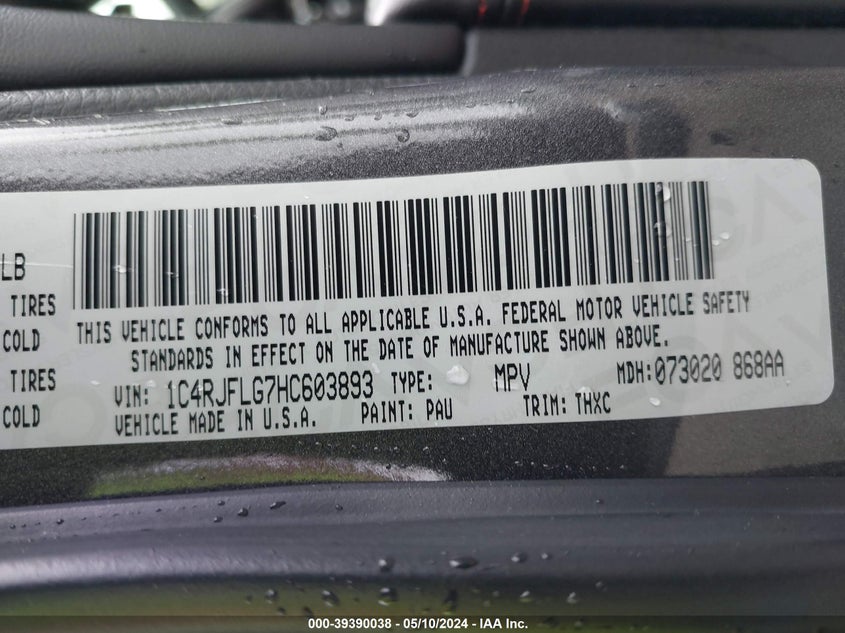 LB
TIRES
COLD
TIRES
COLD
THIS VEHICLE CONFORMS TO ALL APPLICABLE U.S.A. FEDERAL MOTOR VEHICLE SAFETY
STANDARDS IN EFFECT ON THE DATE OF MANUFACTURE SHOWN ABOVE.
VIN: 1C4RJFLG7HC603893 TYPE: MPV MDH:073020 868AA
VEHICLE MADE IN U.S.A. PAINT: PAU TRIM: THXC
000-39390038 - 05/10/2024 - IAA Inc.